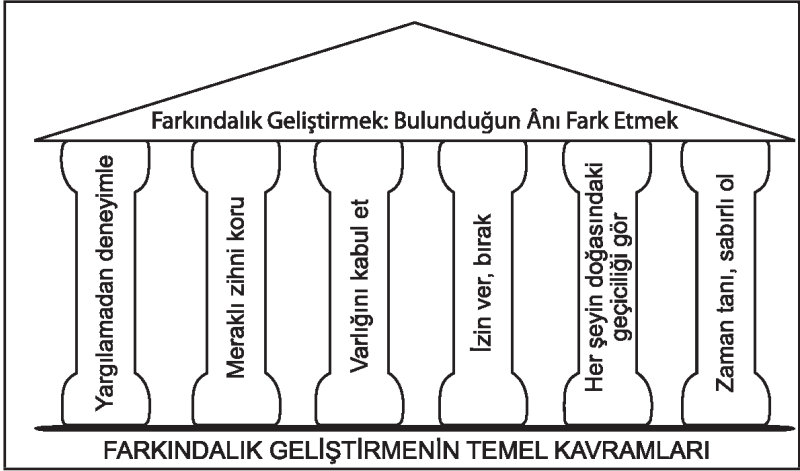 Farkındalık Geliştirmek: Bulunduğun Ânı Fark Etmek
Yargılamadan deneyimle
Meraklı zihni koru
Varlığını kabul et
İzin ver, bırak
Her şeyin doğasındaki
geçiciliği gör
Zaman tanı, sabırlı ol
FARKINDALIK GELİŞTİRMENİN TEMEL KAVRAMLARI